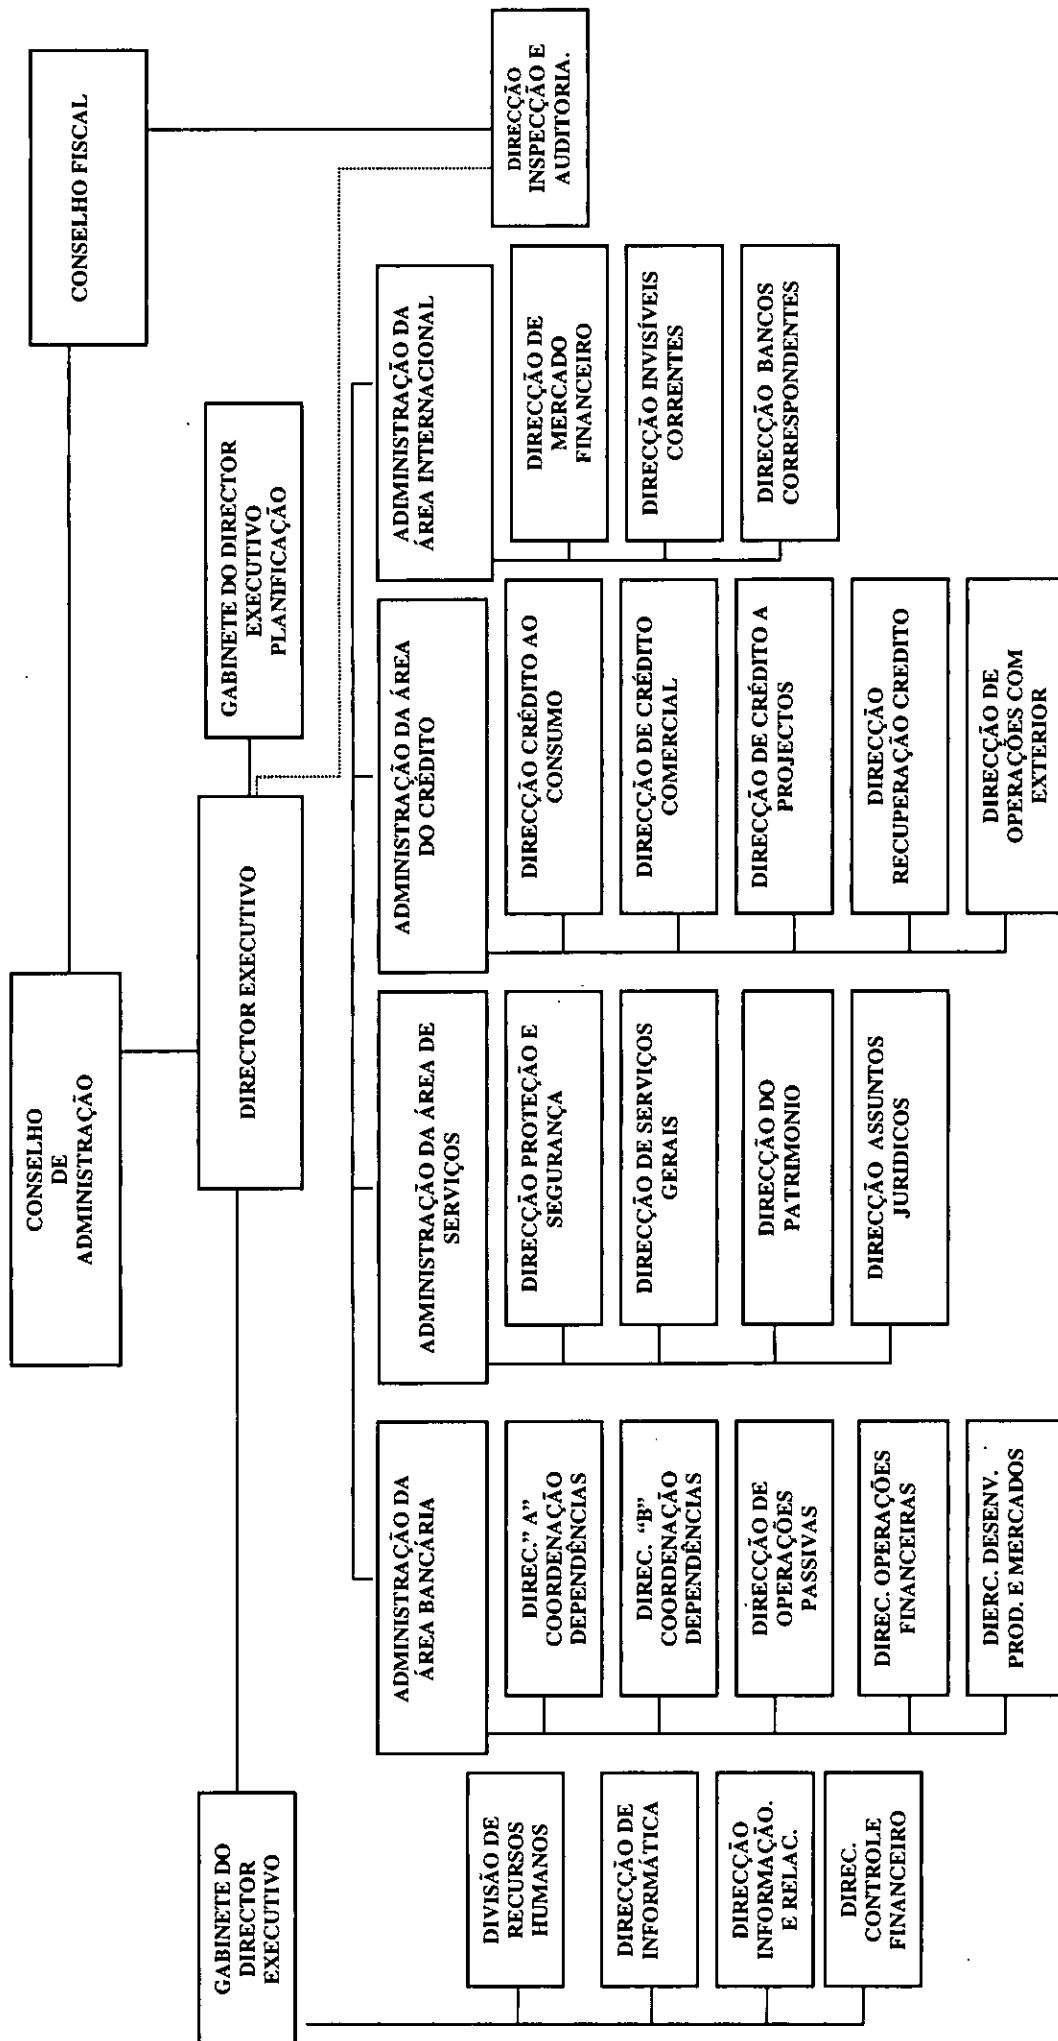 CONSELHO
DE
ADMINISTRAÇÃO
CONSELHO FISCAL
GABINETE DO
DIRECTOR
EXECUTIVO
DIRECTOR EXECUTIVO
GABINETE DO DIRECTOR
EXECUTIVO
PLANIFICAÇÃO
DIVISÃO DE
RECURSOS
HUMANOS
DIRECÇÃO DE
INFORMÁTICA
DIRECÇÃO
INFORMAÇÃO.
E RELAC.
DIREC.
CONTROLE
FINANCEIRO
ADMINISTRAÇÃO DA
ÁREA BANCÁRIA
DIREC.” A”
COORDENAÇÃO
DEPENDÊNCIAS
DIREC. “B”
COORDENAÇÃO
DEPENDÊNCIAS
DIRECÇÃO DE
OPERAÇÕES
PASSIVAS
DIREC. OPERAÇÕES
FINANCEIRAS
DIERC. DESENV.
PROD. E MERCADOS
ADMINISTRAÇÃO DA ÁREA DE
SERVIÇOS
DIRECÇÃO PROTEÇÃO E
SEGURANÇA
DIRECÇÃO DE SERVIÇOS
GERAIS
DIRECÇÃO DO
PATRIMONIO
DIRECÇÃO ASSUNTOS
JURIDICOS
ADMINISTRAÇÃO DA ÁREA
DO CRÉDITO
DIRECÇÃO CRÉDITO AO
CONSUMO
DIRECÇÃO DE CRÉDITO
COMERCIAL
DIRECÇÃO DE CRÉDITO A
PROJECTOS
DIRECÇÃO
RECUPERAÇÃO CREDITO
DIRECÇÃO DE
OPERAÇÕES COM
EXTERIOR
ADIMINISTRAÇÃO DA
ÁREA INTERNACIONAL
DIRECÇÃO DE
MERCADO
FINANCEIRO
DIRECÇÃO INVISÍVEIS
CORRENTES
DIRECÇÃO BANCOS
CORRESPONDENTES
DIRECÇÃO
INSPECÇÃO E
AUDITORIA.